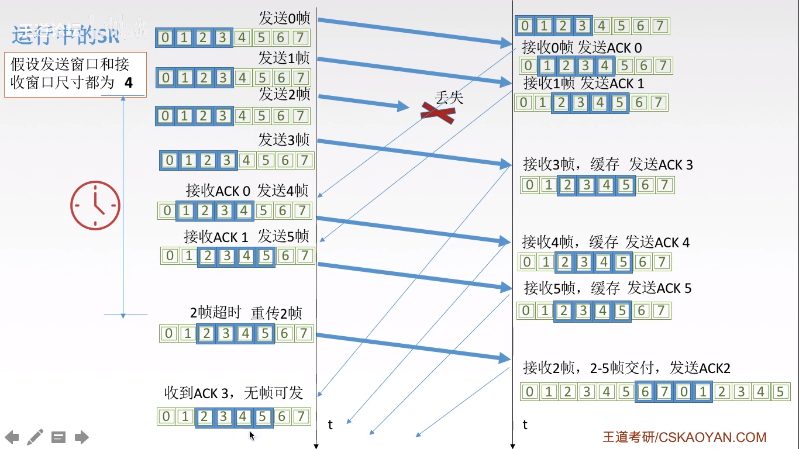 运行中的SR
假设发送窗口和接
收窗口尺寸都为 4
发送0帧
0 1 2 3 4 5 6 7
发送1帧
0 1 2 3 4 5 6 7
发送2帧
0 1 2 3 4 5 6 7
发送3帧
0 1 2 3 4 5 6 7
接收ACK 0 发送4帧
0 1 2 3 4 5 6 7
接收ACK 1 发送5帧
0 1 2 3 4 5 6 7
2帧超时 重传2帧
0 1 2 3 4 5 6 7
收到ACK 3，无帧可发
0 1 2 3 4 5 6 7
丢失
0 1 2 3 4 5 6 7
接收0帧 发送ACK 0
0 1 2 3 4 5 6 7
接收1帧 发送ACK 1
0 1 2 3 4 5 6 7
接收3帧，缓存 发送ACK 3
0 1 2 3 4 5 6 7
接收4帧，缓存 发送ACK 4
0 1 2 3 4 5 6 7
接收5帧，缓存 发送ACK 5
0 1 2 3 4 5 6 7
接收2帧，2-5帧交付，发送ACK2
0 1 2 3 4 5 6 7 0 1 2 3 4 5
t
t
王道考研/CSKAOYAN.COM